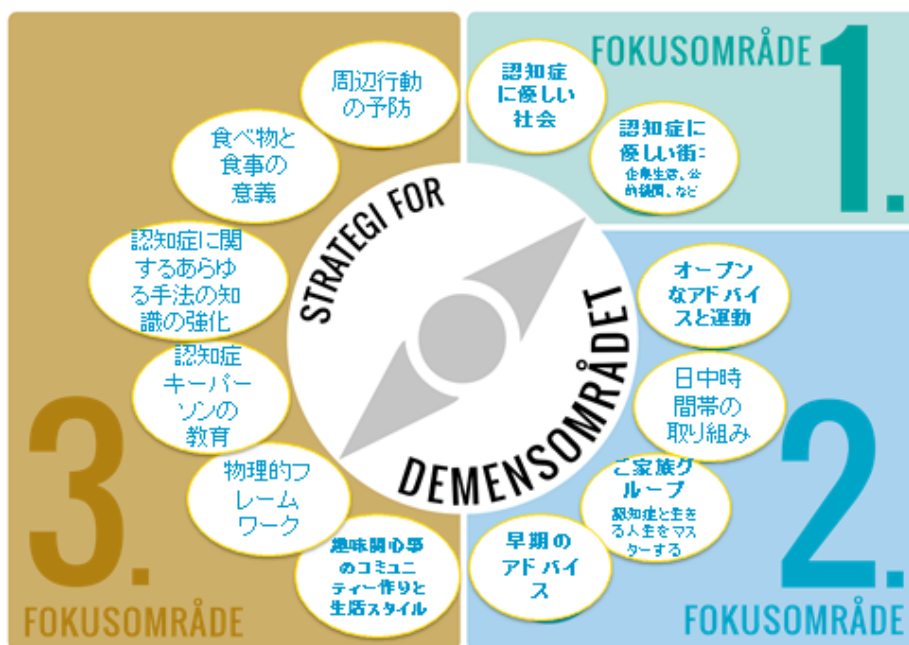 FOKUSOMRÅDE
1.
認知症
に優しい
社会
認知症に
優しい街:
企業生活、公
的機関、など
オープン
なアドバイ
スと運動
日中時
間帯の
取り組み
ご家族グ
ループ
認知症と生き
る人生をマス
ターする
早期の
アドバイ
ス
2.
FOKUSOMRÅDE
周辺行動
の予防
食べ物と
食事の
意義
認知症に関
するあらゆ
る手法の知
識の強化
認知症
キーパー
ソンの
教育
物理的フ
レーム
ワーク
趣味関心事
のコミュニ
ティー作りと
生活スタイル
3.
FOKUSOMRÅDE
STRATEGI FOR
DEMENSOMRÅDET